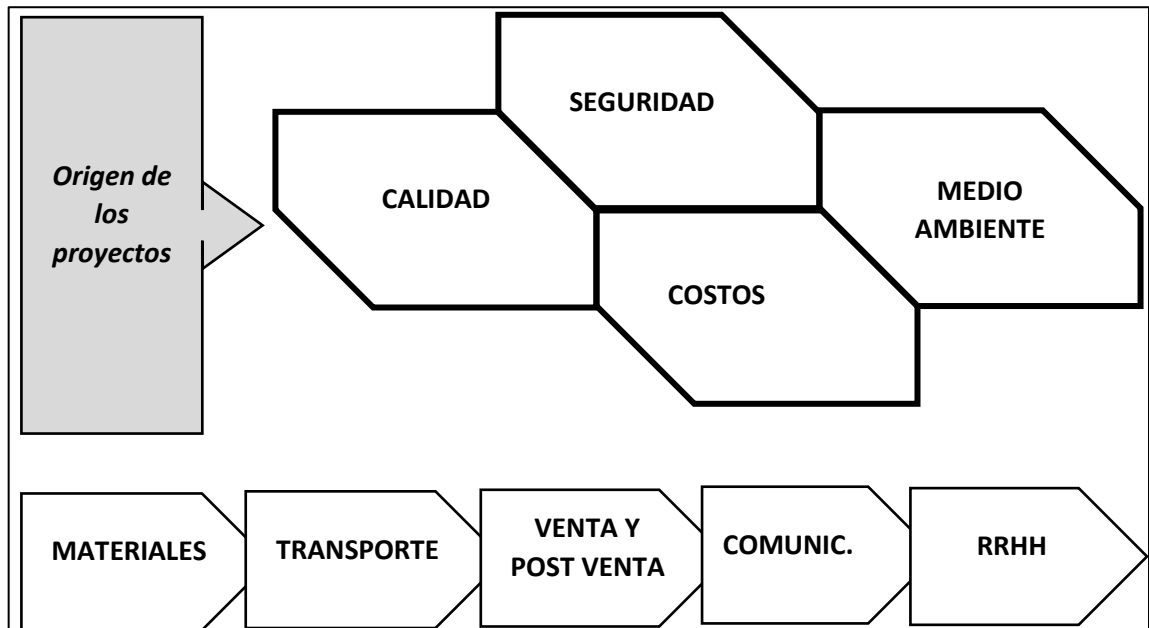 Origen de
los
proyectos
SEGURIDAD
CALIDAD
MEDIO
AMBIENTE
COSTOS
MATERIALES
TRANSPORTE
VENTA Y
POST VENTA
COMUNIC.
RRHH